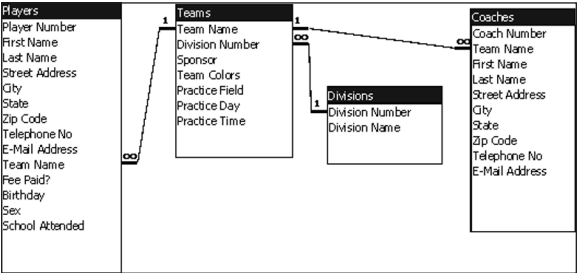 Players
Player Number
First Name
Last Name
Street Address
City
State
Zip Code
Telephone No
E-Mail Address
Team Name
Fee Paid?
Birthday
Sex
School Attended
∞
1
Teams
Team Name
Division Number
Sponsor
Team Colors
Practice Field
Practice Day
Practice Time
1
∞
1
Divisions
Division Number
Division Name
∞
Coaches
Coach Number
Team Name
First Name
Last Name
Street Address
City
State
Zip Code
Telephone No
E-Mail Address